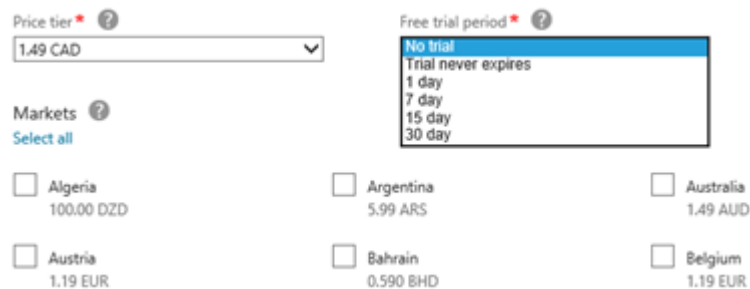 Price tier * ?
Free trial period * ?
1.49 CAD
No trial
Trial never expires
1 day
7 day
15 day
30 day
Markets ?
Select all
Algeria
100.00 DZD
Argentina
5.99 ARS
Australia
1.49 AUD
Austria
1.19 EUR
Bahrain
0.590 BHD
Belgium
1.19 EUR